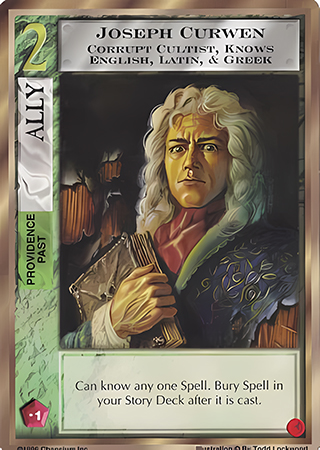 2
JOSEPH CURWEN
CORRUPT CULTIST, KNOWS
ENGLISH, LATIN, & GREEK
ALLY
PROVIDENCE
PAST
Can know any one Spell. Bury Spell in
your Story Deck after it is cast.
-1
©1996 Chaosium Inc.
Illustration © By Todd Lockwood